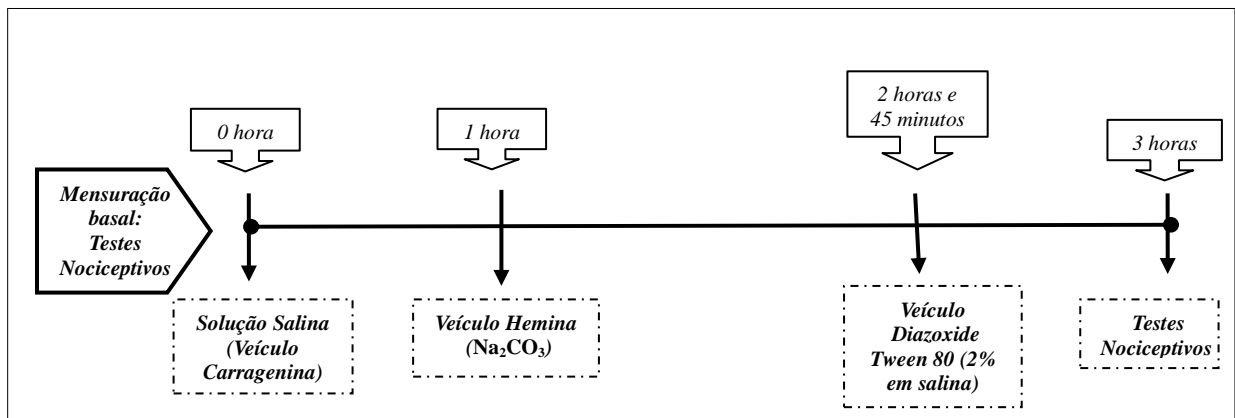 0 hora
1 hora
2 horas e
45 minutos
3 horas
Mensuração
basal:
Testes
Nociceptivos
Solução Salina
(Veículo
Carragenina)
Veículo Hemina
(Na₂CO₃)
Veículo
Diazoxide
Tween 80 (2%
em salina)
Testes
Nociceptivos